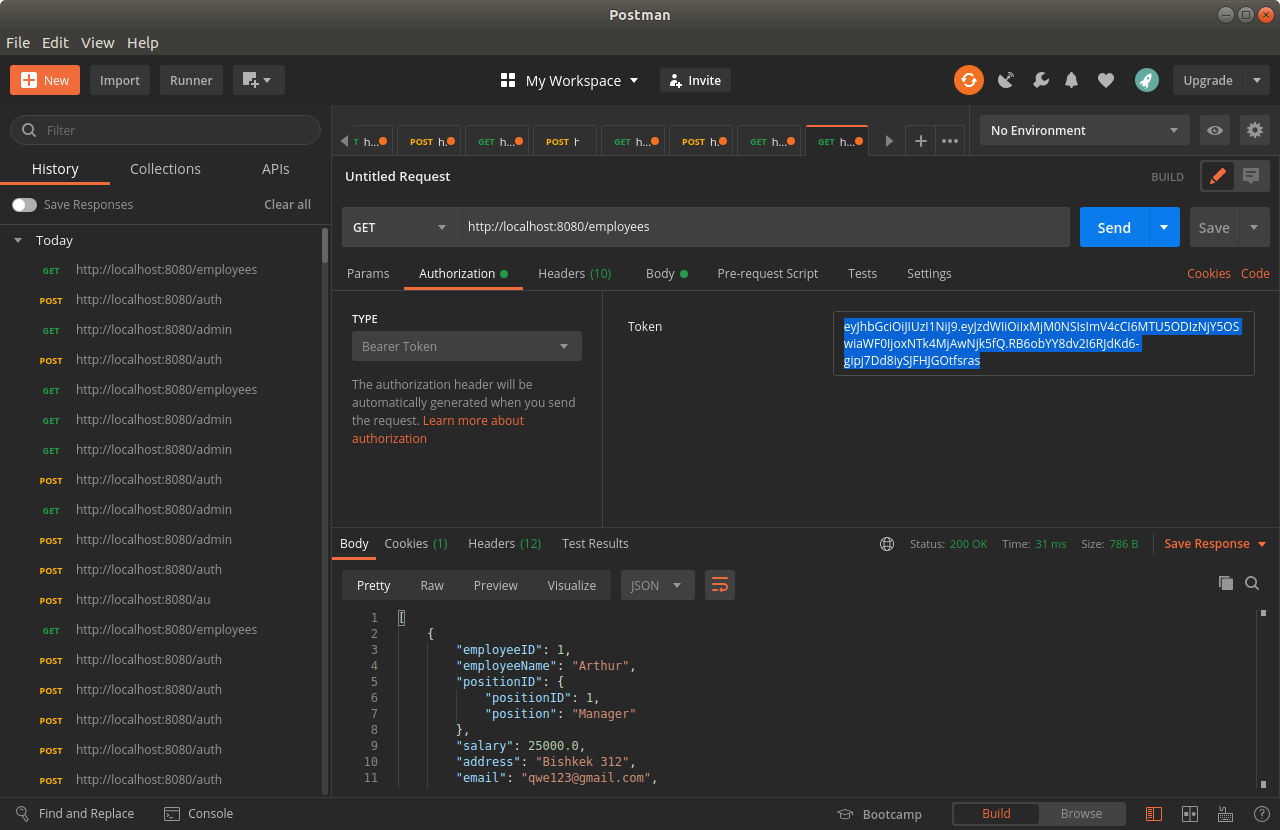 Postman
File Edit View Help
New Import Runner My Workspace Invite Upgrade
Filter
History Collections APIs
Save Responses Clear all
Today
GET http://localhost:8080/employees
POST http://localhost:8080/auth
GET http://localhost:8080/admin
POST http://localhost:8080/auth
GET http://localhost:8080/employees
GET http://localhost:8080/admin
GET http://localhost:8080/admin
POST http://localhost:8080/auth
GET http://localhost:8080/admin
POST http://localhost:8080/admin
POST http://localhost:8080/auth
POST http://localhost:8080/au
GET http://localhost:8080/employees
POST http://localhost:8080/auth
POST http://localhost:8080/auth
POST http://localhost:8080/auth
POST http://localhost:8080/auth
POST http://localhost:8080/auth
T h... POST h. GET h... POST h GET h... POST h. GET h... GET h... No Environment
Untitled Request BUILD
GET http://localhost:8080/employees Send Save
Params Authorization Headers (10) Body Pre-request Script Tests Settings Cookies Code
TYPE
Bearer Token
The authorization header will be
automatically generated when you send
the request. Learn more about
authorization
Token
Body Cookies (1) Headers (12) Test Results Status: 200 OK Time: 31 ms Size: 786 B Save Response
Pretty Raw Preview Visualize JSON
1 [
2 {
3 "employeeID": 1,
4 "employeeName": "Arthur",
5 "positionID": {
6 "positionID": 1,
7 "position": "Manager"
8 },
9 "salary": 25000.0,
10 "address": "Bishkek 312",
11 "email": "qwe123@gmail.com",
Find and Replace Console Bootcamp Build Browse